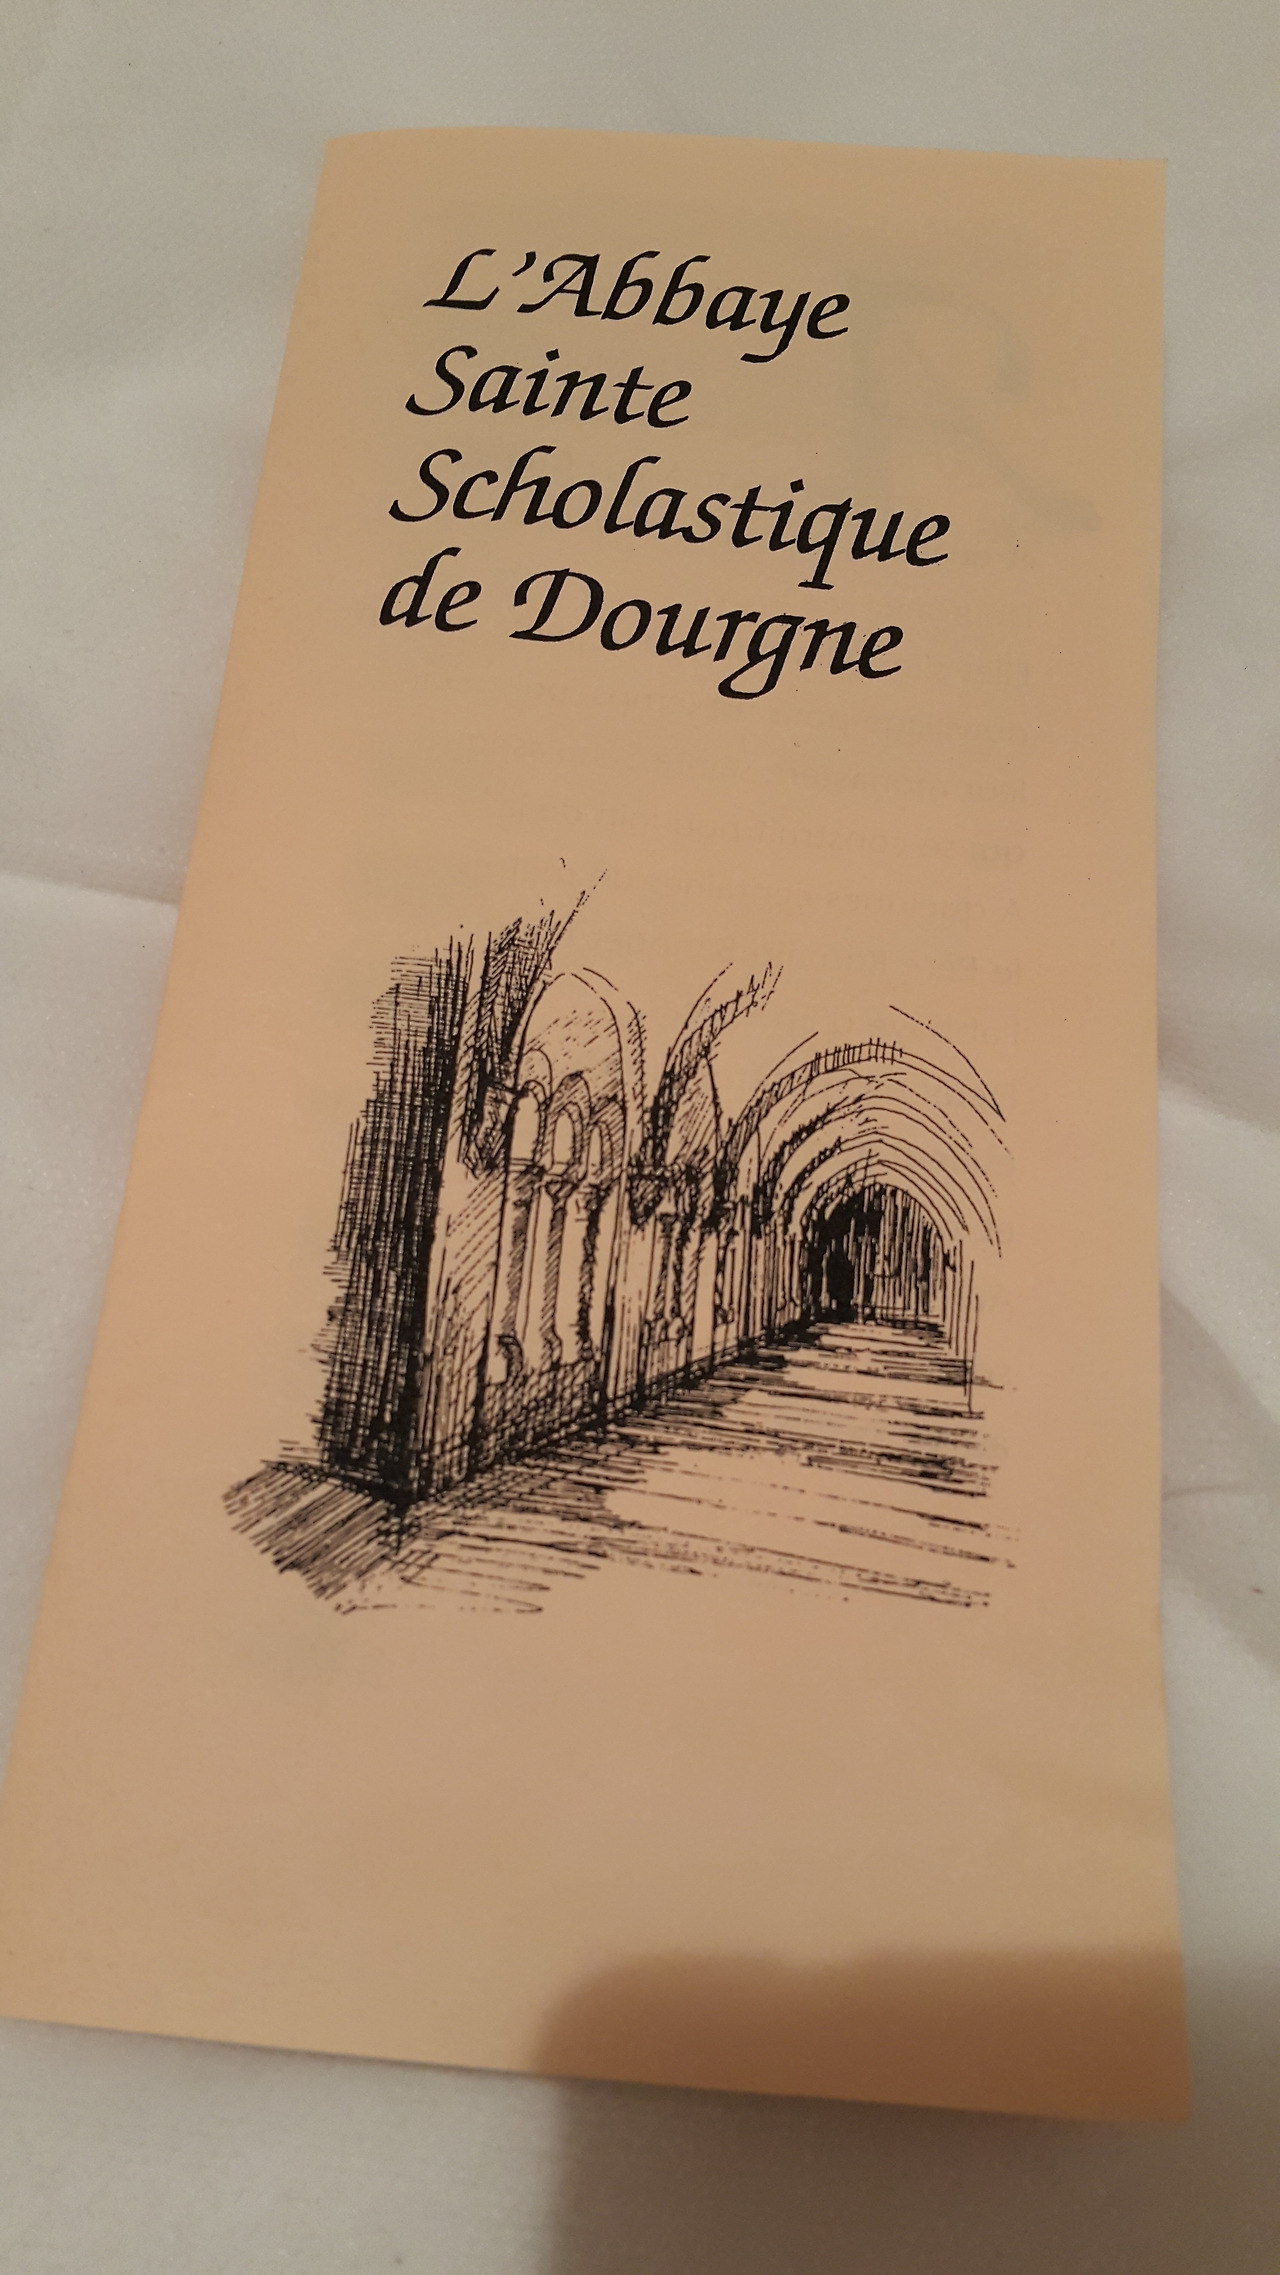 L'Abbaye
Sainte
Scholastique
de Dourgne